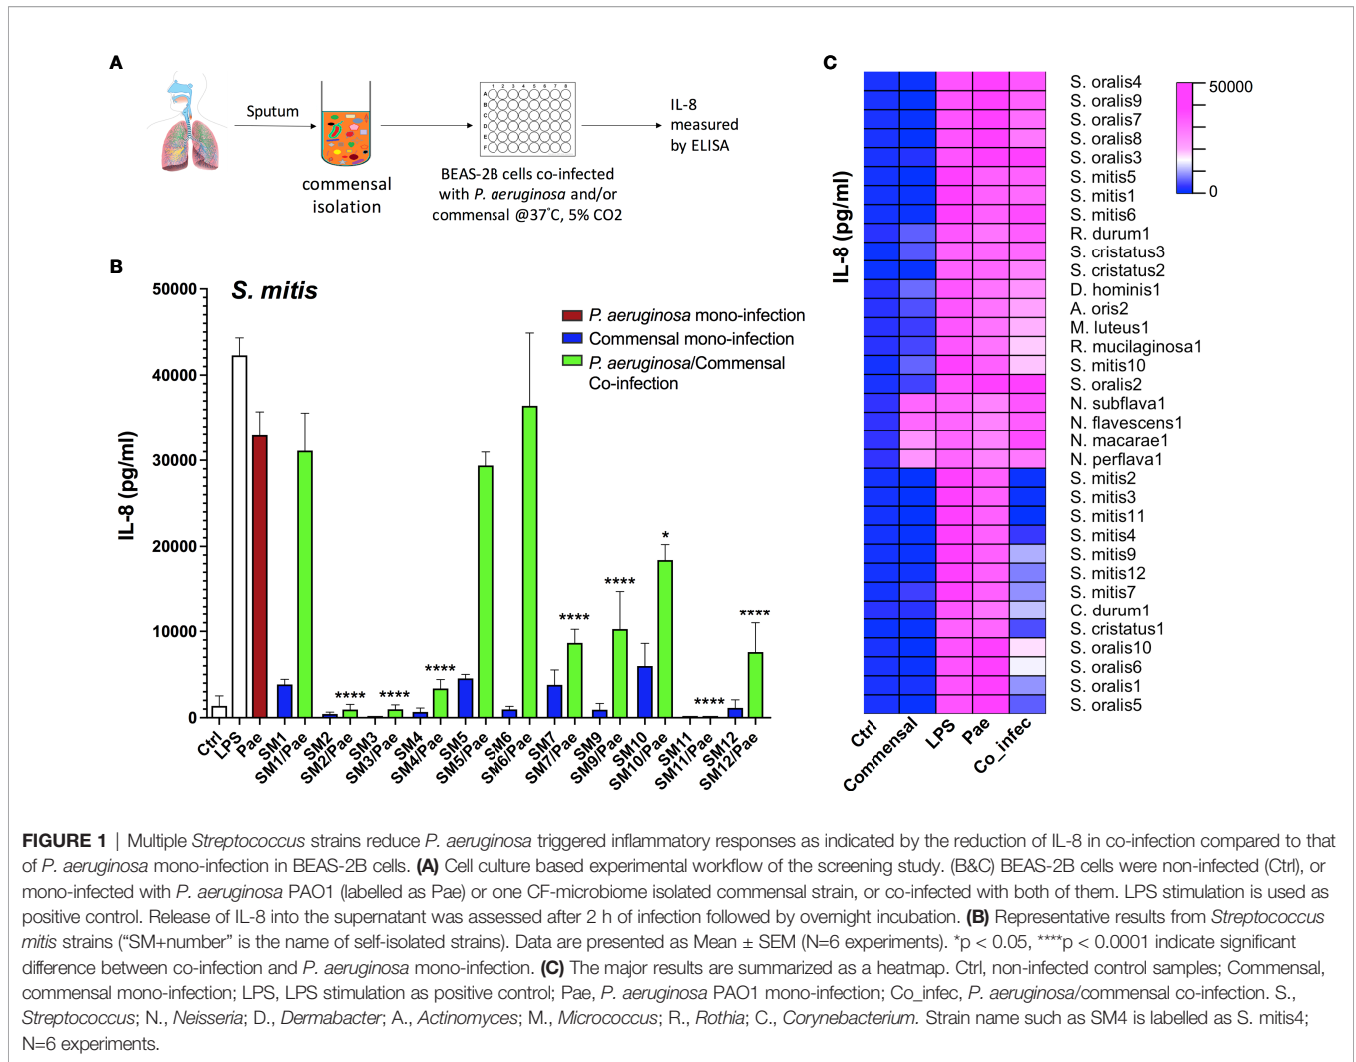 A
Sputum
commensal
isolation
1 2 3 4 5 6 7 8
A
B
C
D
E
F
BEAS-2B cells co-infected
with P. aeruginosa and/or
commensal @37°C, 5% CO2
IL-8
measured
by ELISA
B
S. mitis
P. aeruginosa mono-infection
Commensal mono-infection
P. aeruginosa/Commensal
Co-infection
IL-8 (pg/ml)
50000
40000
30000
20000
10000
0
****
****
****
****
****
*
****
****
Ctrl
LPS
Pae
SM1
SM1/Pae
SM2
SM2/Pae
SM3
SM3/Pae
SM4
SM4/Pae
SM5
SM5/Pae
SM6
SM6/Pae
SM7
SM7/Pae
SM9
SM9/Pae
SM10
SM10/Pae
SM11
SM11/Pae
SM12
SM12/Pae
C
IL-8 (pg/ml)
S. oralis4
S. oralis9
S. oralis7
S. oralis8
S. oralis3
S. mitis5
S. mitis1
S. mitis6
R. durum1
S. cristatus3
S. cristatus2
D. hominis1
A. oris2
M. luteus1
R. mucilaginosa1
S. mitis10
S. oralis2
N. subflava1
N. flavescens1
N. macarae1
N. perflava1
S. mitis2
S. mitis3
S. mitis11
S. mitis4
S. mitis9
S. mitis12
S. mitis7
C. durum1
S. cristatus1
S. oralis10
S. oralis6
S. oralis1
S. oralis5
50000
0
Ctrl
Commensal
LPS
Pae
Co_infec
FIGURE 1 | Multiple Streptococcus strains reduce P. aeruginosa triggered inflammatory responses as indicated by the reduction of IL-8 in co-infection compared to that
of P. aeruginosa mono-infection in BEAS-2B cells. (A) Cell culture based experimental workflow of the screening study. (B&C) BEAS-2B cells were non-infected (Ctrl), or
mono-infected with P. aeruginosa PAO1 (labelled as Pae) or one CF-microbiome isolated commensal strain, or co-infected with both of them. LPS stimulation is used as
positive control. Release of IL-8 into the supernatant was assessed after 2 h of infection followed by overnight incubation. (B) Representative results from Streptococcus
mitis strains (“SM+number” is the name of self-isolated strains). Data are presented as Mean ± SEM (N=6 experiments). *p < 0.05, ****p < 0.0001 indicate significant
difference between co-infection and P. aeruginosa mono-infection. (C) The major results are summarized as a heatmap. Ctrl, non-infected control samples; Commensal,
commensal mono-infection; LPS, LPS stimulation as positive control; Pae, P. aeruginosa PAO1 mono-infection; Co_infec, P. aeruginosa/commensal co-infection. S.,
Streptococcus; N., Neisseria; D., Dermabacter; A., Actinomyces; M., Micrococcus; R., Rothia; C., Corynebacterium. Strain name such as SM4 is labelled as S. mitis4;
N=6 experiments.